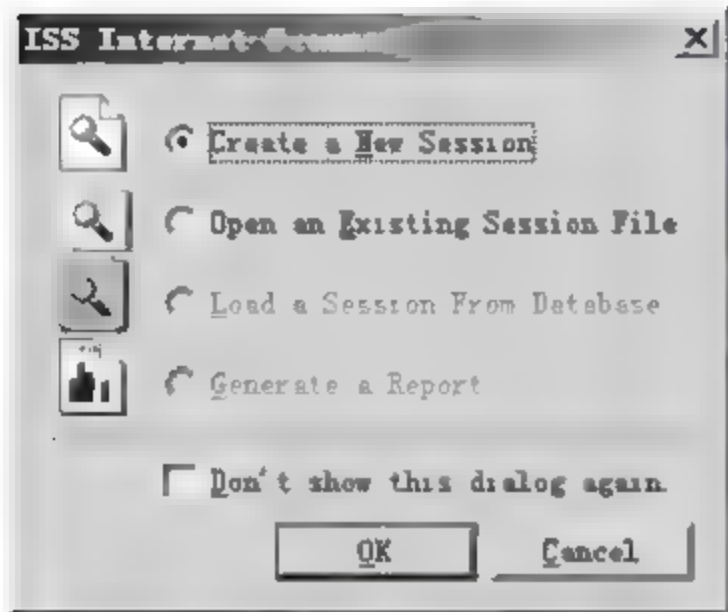 ISS Internet
Create a New Session
Open an Existing Session File
Load a Session From Database
Generate a Report
Don't show this dialog again.
OK
Cancel